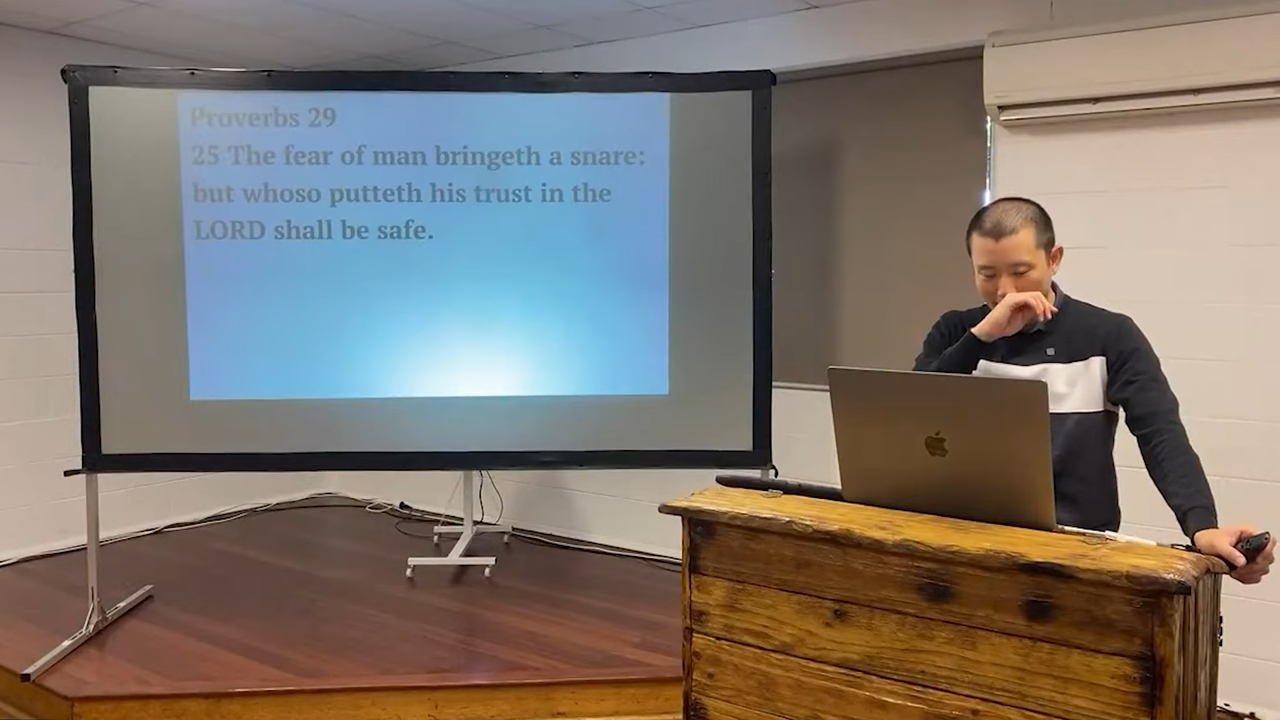 Proverbs 29
25 The fear of man bringeth a snare:
but whoso putteth his trust in the
LORD shall be safe.